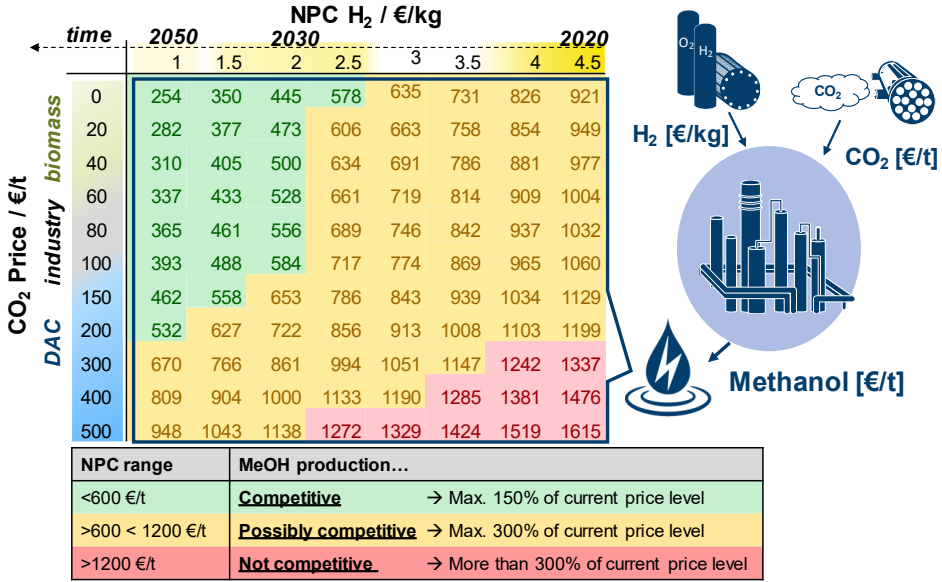 NPC H₂ / €/kg
time 2050 2030 2020
1 1.5 2 2.5 3 3.5 4 4.5
CO₂ Price / €/t
biomass
industry
DAC
0 254 350 445 578 635 731 826 921
20 282 377 473 606 663 758 854 949
40 310 405 500 634 691 786 881 977
60 337 433 528 661 719 814 909 1004
80 365 461 556 689 746 842 937 1032
100 393 488 584 717 774 869 965 1060
150 462 558 653 786 843 939 1034 1129
200 532 627 722 856 913 1008 1103 1199
300 670 766 861 994 1051 1147 1242 1337
400 809 904 1000 1133 1190 1285 1381 1476
500 948 1043 1138 1272 1329 1424 1519 1615
O₂ H₂
CO₂
H₂ [€/kg]
CO₂ [€/t]
Methanol [€/t]
NPC range MeOH production…
<600 €/t Competitive → Max. 150% of current price level
>600 < 1200 €/t Possibly competitive → Max. 300% of current price level
>1200 €/t Not competitive → More than 300% of current price level